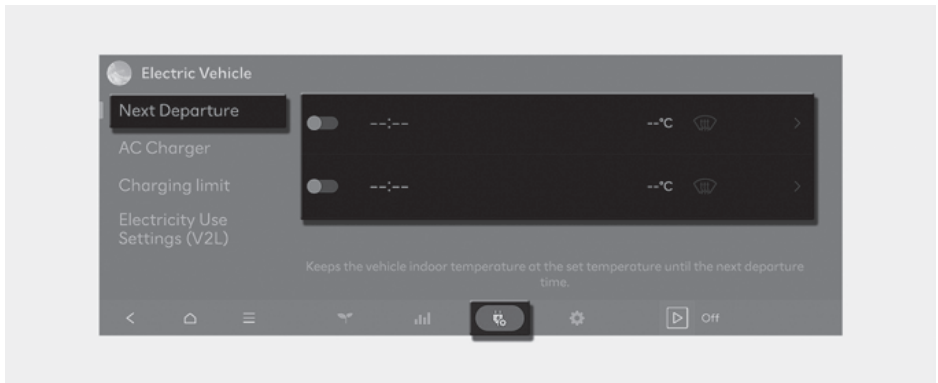 Electric Vehicle
Next Departure
AC Charger
Charging limit
Electricity Use
Settings (V2L)
--:-- --°C
--:-- --°C
Keeps the vehicle indoor temperature at the set temperature until the next departure
time.
Off